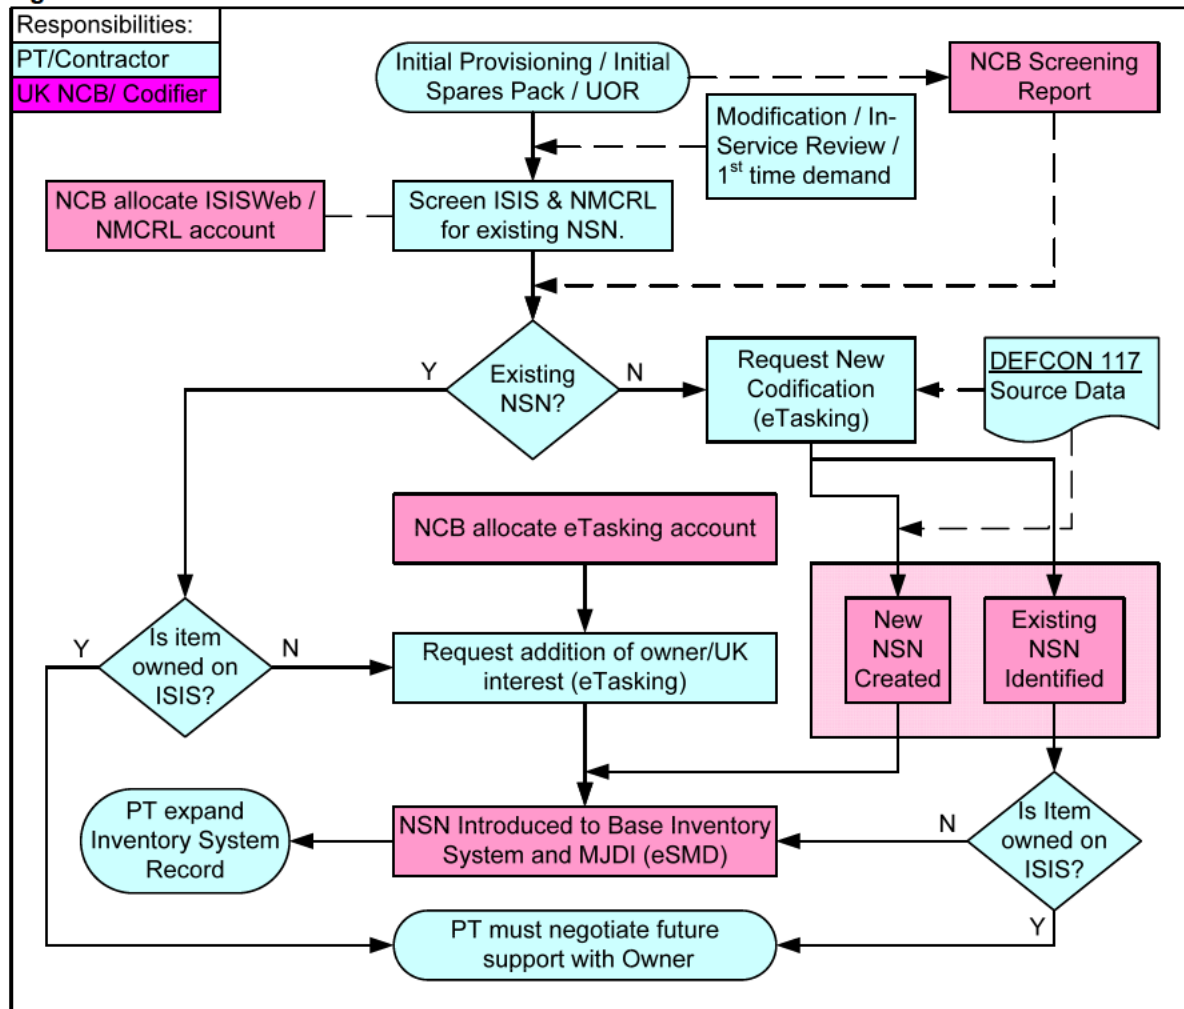 Responsibilities:
PT/Contractor
UK NCB/ Codifier
Initial Provisioning / Initial
Spares Pack / UOR
NCB Screening
Report
Modification / In-
Service Review /
1st time demand
NCB allocate ISISWeb /
NMCRL account
Screen ISIS & NMCRL
for existing NSN.
Y
Existing
NSN?
N
Request New
Codification
(eTasking)
DEFCON 117
Source Data
NCB allocate eTasking account
Y
Is item
owned on
ISIS?
N
Request addition of owner/UK
interest (eTasking)
New
NSN
Created
Existing
NSN
Identified
PT expand
Inventory System
Record
NSN Introduced to Base Inventory
System and MJDI (eSMD)
N
Is Item
owned on
ISIS?
Y
PT must negotiate future
support with Owner